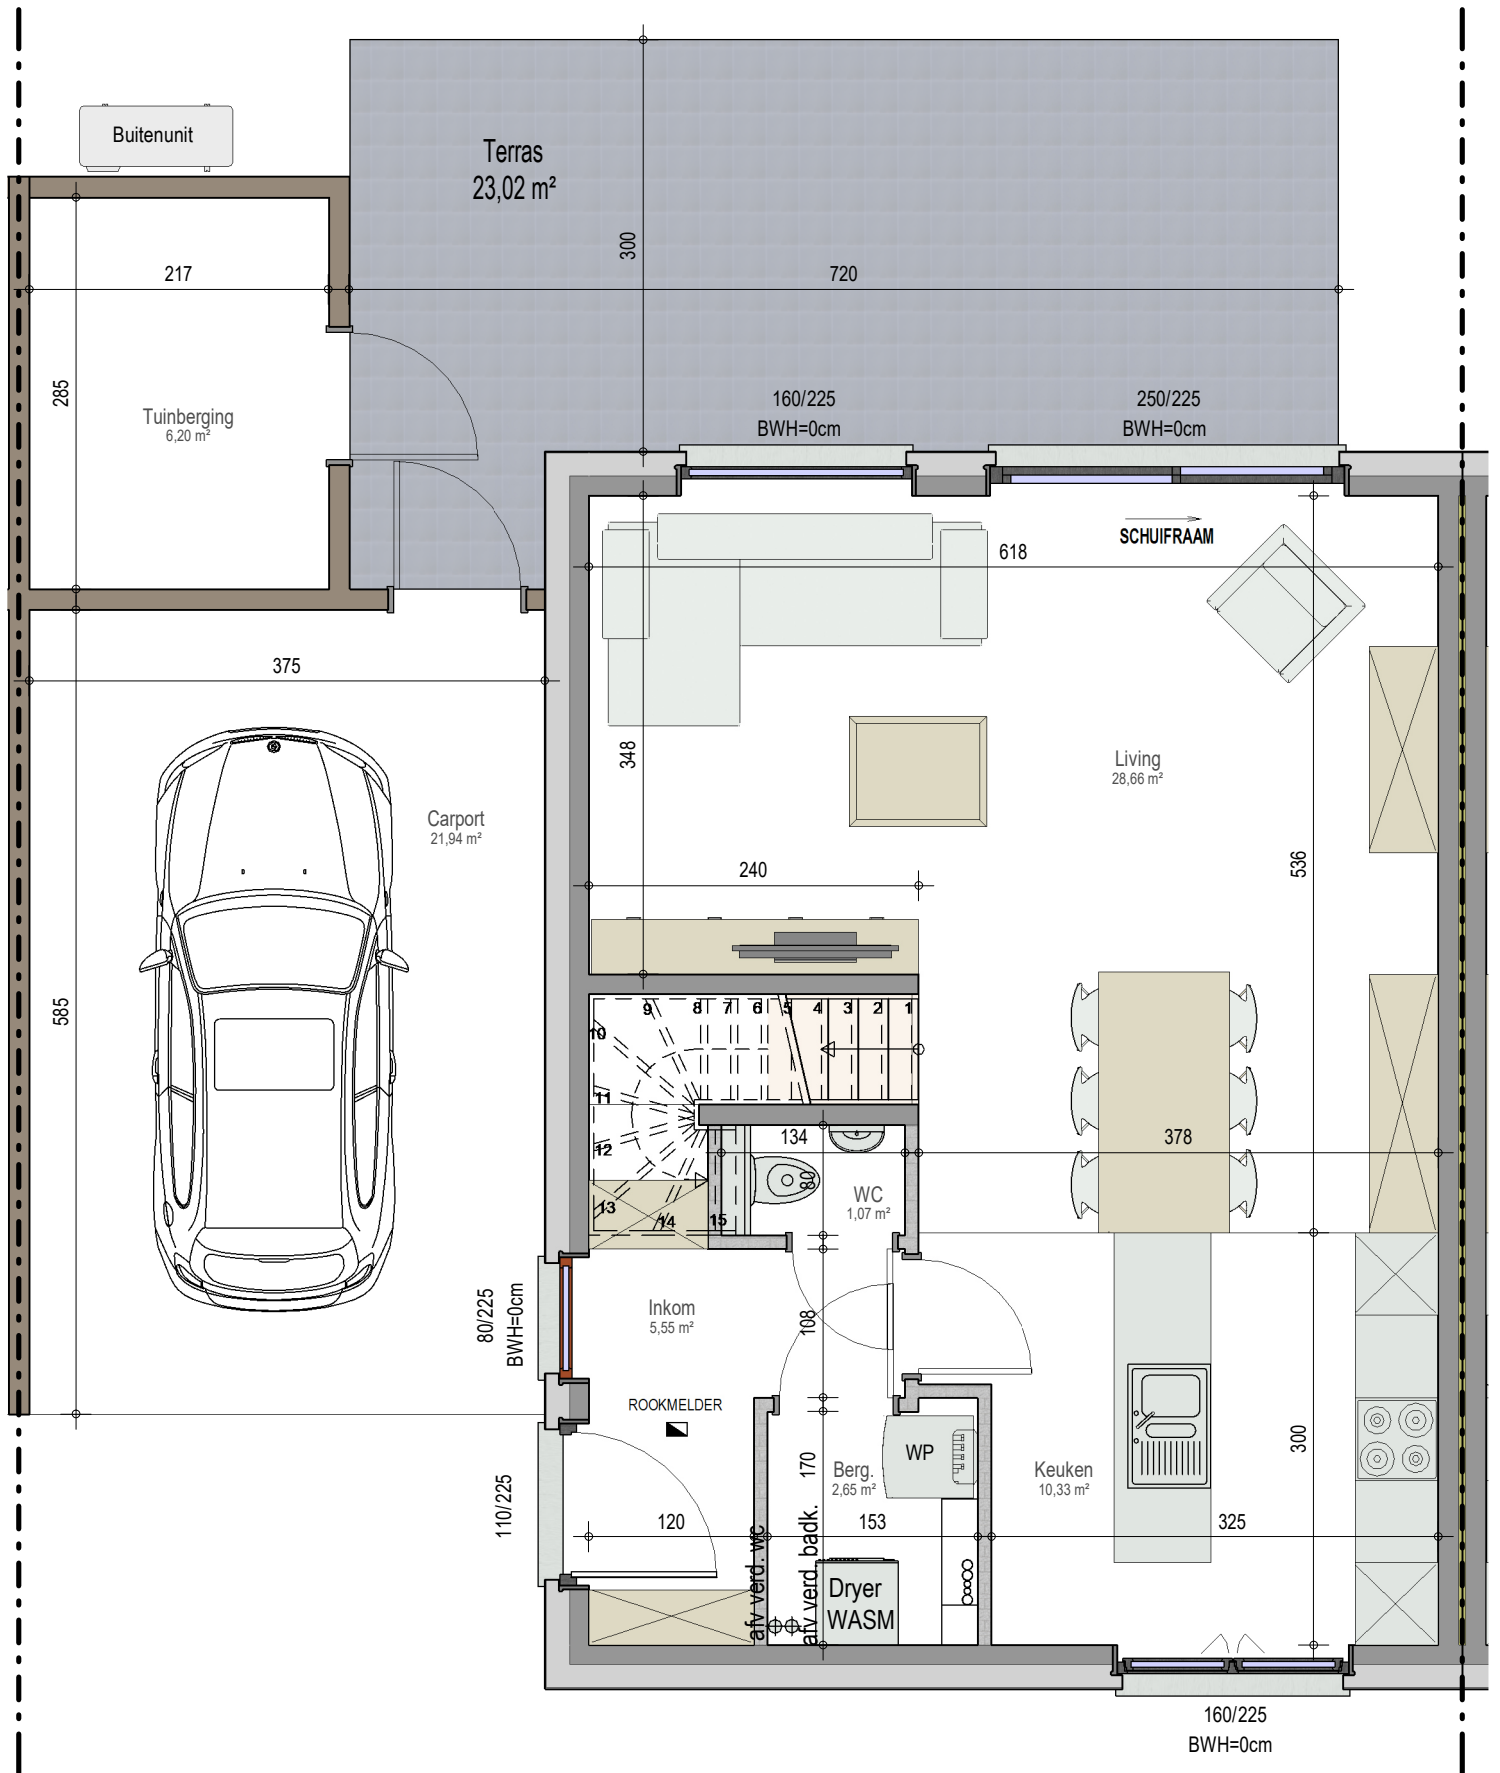 Buitenunit
Terras
23,02 m²
300
217
720
285
Tuinberging
6,20 m²
160/225
BWH=0cm
250/225
BWH=0cm
SCHUIFRAAM
618
375
348
Living
28,66 m²
Carport
21,94 m²
240
536
585
9
8
7
6
5
4
3
2
1
10
11
12
13
14
15
134
80
378
WC
1,07 m²
Inkom
5,55 m²
108
80/225
BWH=0cm
ROOKMELDER
WP
170
Berg.
2,65 m²
Keuken
10,33 m²
300
110/225
120
153
325
afv verd. wc
afv verd. badk.
Dryer
WASM
160/225
BWH=0cm